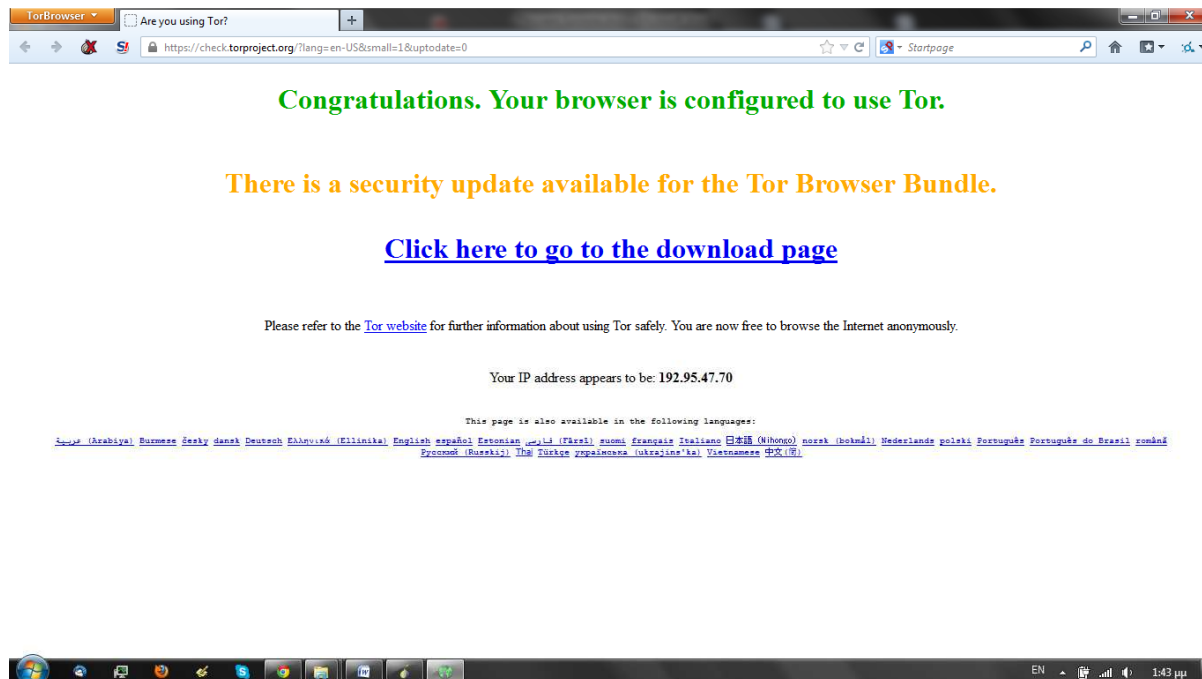 TorBrowser
Are you using Tor?
https://check.torproject.org/?lang=en-US&small=1&uptodate=0
Startpage
Congratulations. Your browser is configured to use Tor.
There is a security update available for the Tor Browser Bundle.
Click here to go to the download page
Please refer to the Tor website for further information about using Tor safely. You are now free to browse the Internet anonymously.
Your IP address appears to be: 192.95.47.70
This page is also available in the following languages:
عربية (Arabiya) Burmese česky dansk Deutsch Ελληνικά (Ellinika) English español Estonian فارسی (Fārsī) suomi français Italiano 日本語 (Nihongo) norsk (bokmål) Nederlands polski Português Português do Brasil română
Русский (Russkij) Thai Türkçe українська (ukrajins'ka) Vietnamese 中文(简)
EN 1:43 μμ